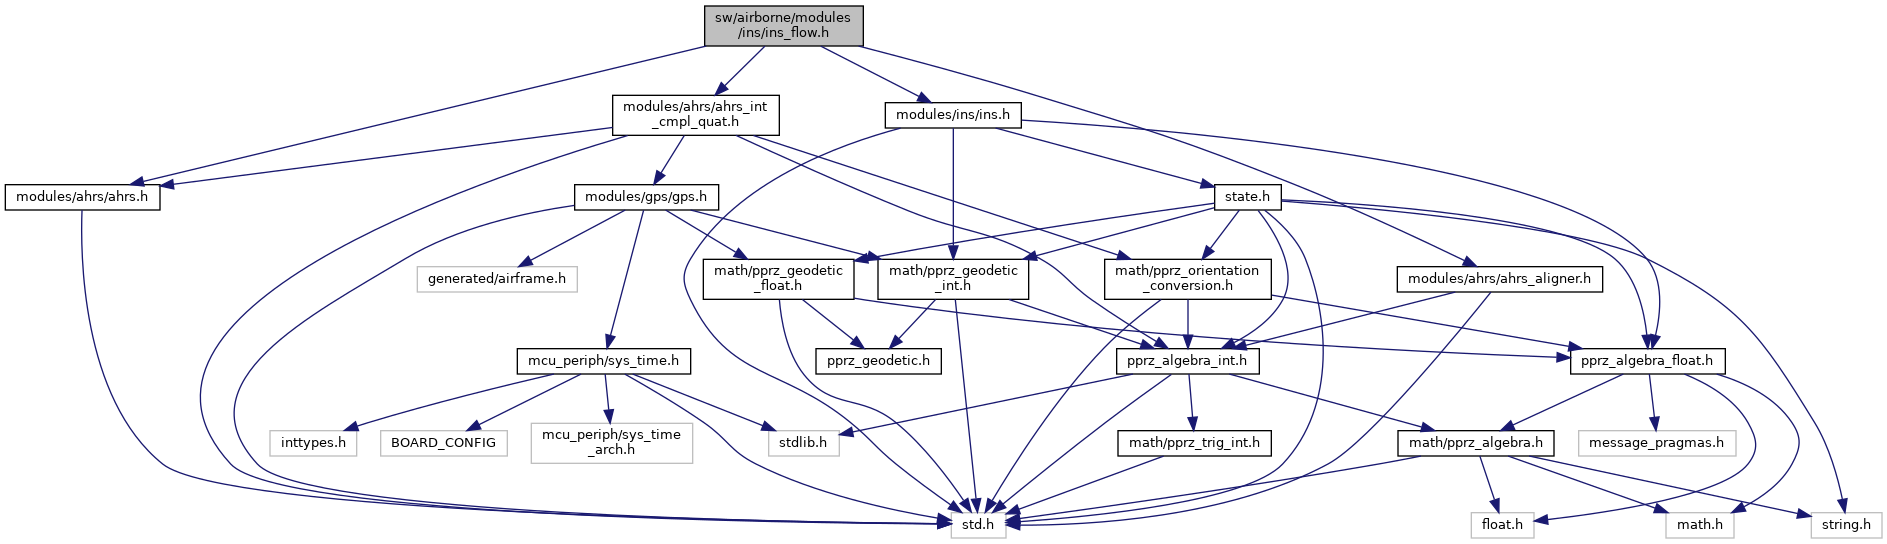 sw/airborne/modules
/ins/ins_flow.h
modules/ahrs/ahrs_int
_cmpl_quat.h
modules/ins/ins.h
modules/ahrs/ahrs.h
modules/gps/gps.h
state.h
generated/airframe.h
math/pprz_geodetic
_float.h
math/pprz_geodetic
_int.h
math/pprz_orientation
_conversion.h
modules/ahrs/ahrs_aligner.h
mcu_periph/sys_time.h
pprz_geodetic.h
pprz_algebra_int.h
pprz_algebra_float.h
inttypes.h
BOARD_CONFIG
mcu_periph/sys_time
_arch.h
stdlib.h
math/pprz_trig_int.h
math/pprz_algebra.h
message_pragmas.h
std.h
float.h
math.h
string.h